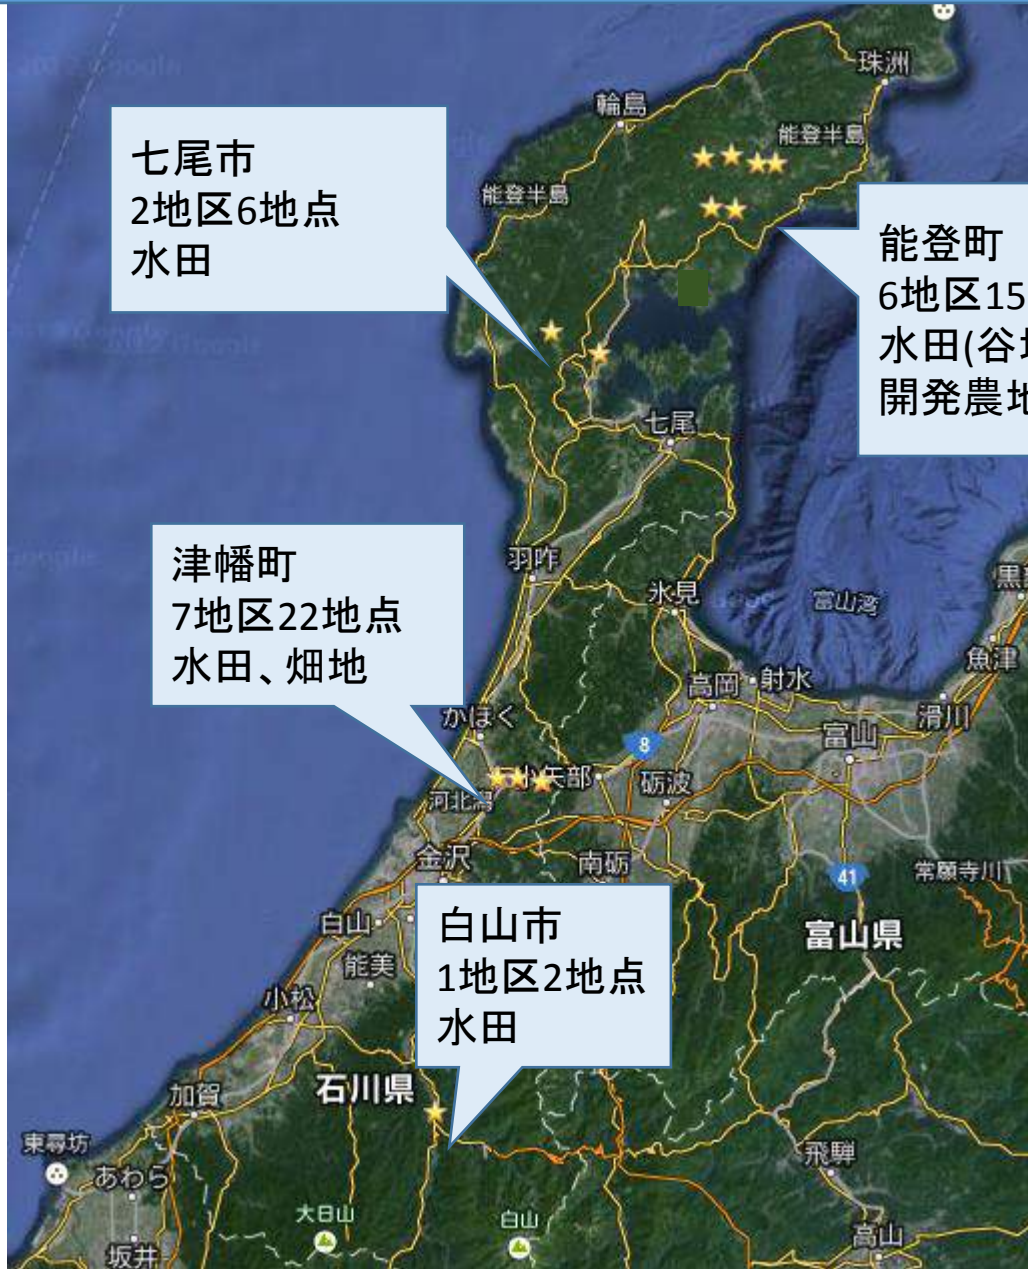 珠洲
輪島
能登半島
七尾市
2地区6地点
水田
能登半島
能登町
6地区15
水田(谷
開発農
七尾
羽咋
津幡町
7地区22地点
水田、畑地
氷見
富山湾
黒
魚津
高岡
射水
かほく
滑川
富山
8
小矢部
砺波
河北潟
金沢
南砺
41
常願寺川
白山
白山市
1地区2地点
水田
富山県
能美
小松
石川県
加賀
東尋坊
あわら
飛騨
大日山
白山
高山
坂井